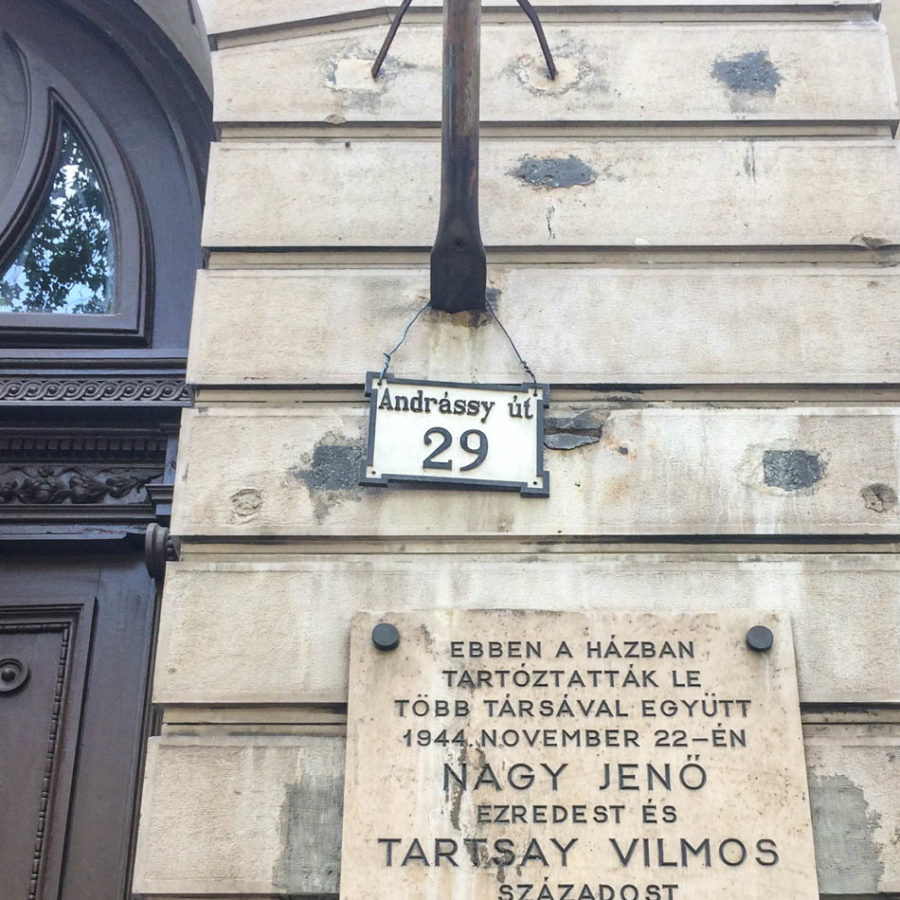 Andrássy út
29
EBBEN A HÁZBAN
TARTÓZTATTÁK LE
TÖBB TÁRSÁVAL EGYÜTT
1944. NOVEMBER 22-ÉN
NAGY JENŐ
EZREDEST ÉS
TARTSAY VILMOS
SZÁZADOST